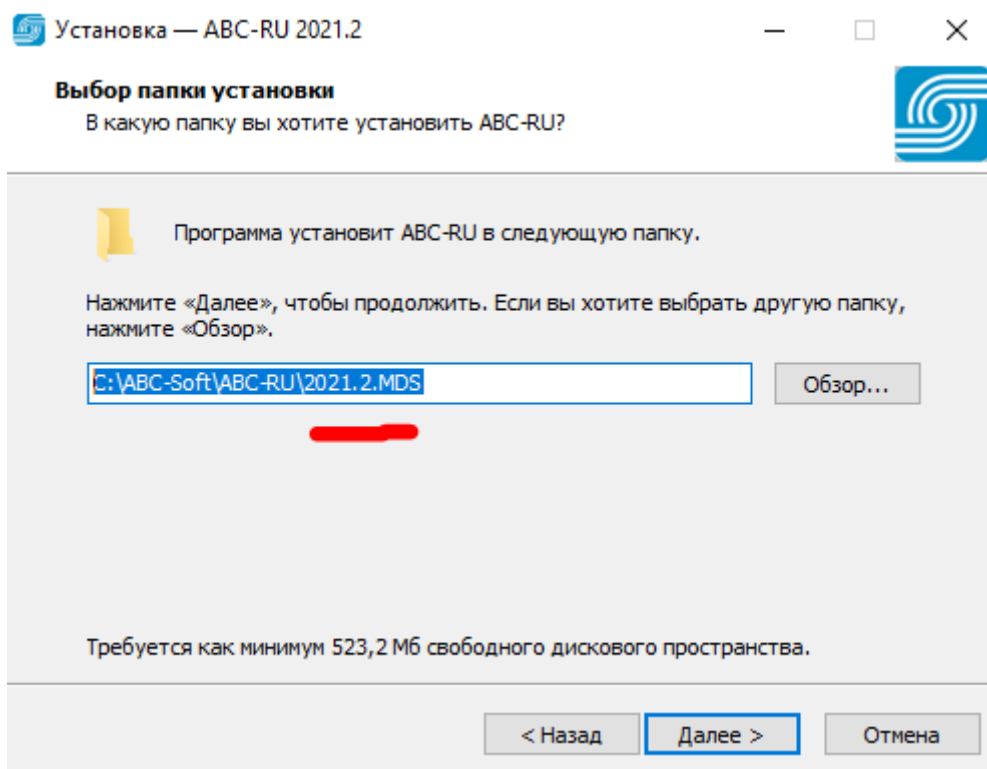 Установка — ABC-RU 2021.2
Выбор папки установки
В какую папку вы хотите установить ABC-RU?
Программа установит ABC-RU в следующую папку.
Нажмите «Далее», чтобы продолжить. Если вы хотите выбрать другую папку,
нажмите «Обзор».
C:\ABC-Soft\ABC-RU\2021.2.MDS
Обзор...
Требуется как минимум 523,2 Мб свободного дискового пространства.
< Назад
Далее >
Отмена